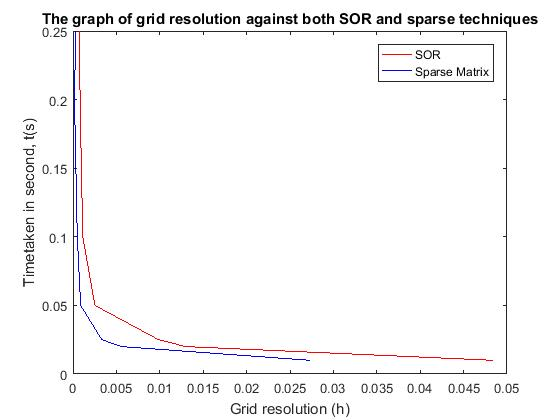 The graph of grid resolution against both SOR and sparse techniques
0.25
0.2
0.15
0.1
0.05
0
Timetaken in second, t(s)
SOR
Sparse Matrix
0 0.005 0.01 0.015 0.02 0.025 0.03 0.035 0.04 0.045 0.05
Grid resolution (h)